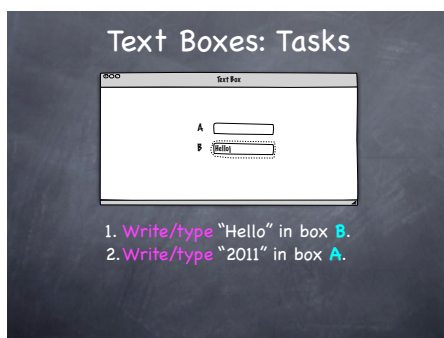 Text Boxes: Tasks
Text Box
A
B Hello
1. Write/type “Hello” in box B.
2. Write/type “2011” in box A.